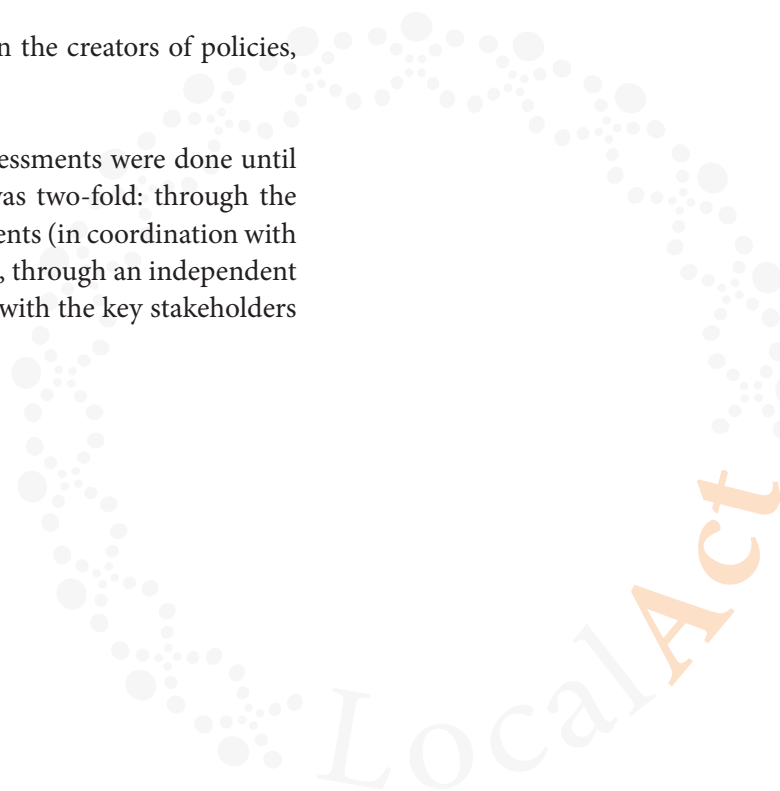 n the creators of policies,
essments were done until
was two-fold: through the
ents (in coordination with
, through an independent
with the key stakeholders
LocalAct